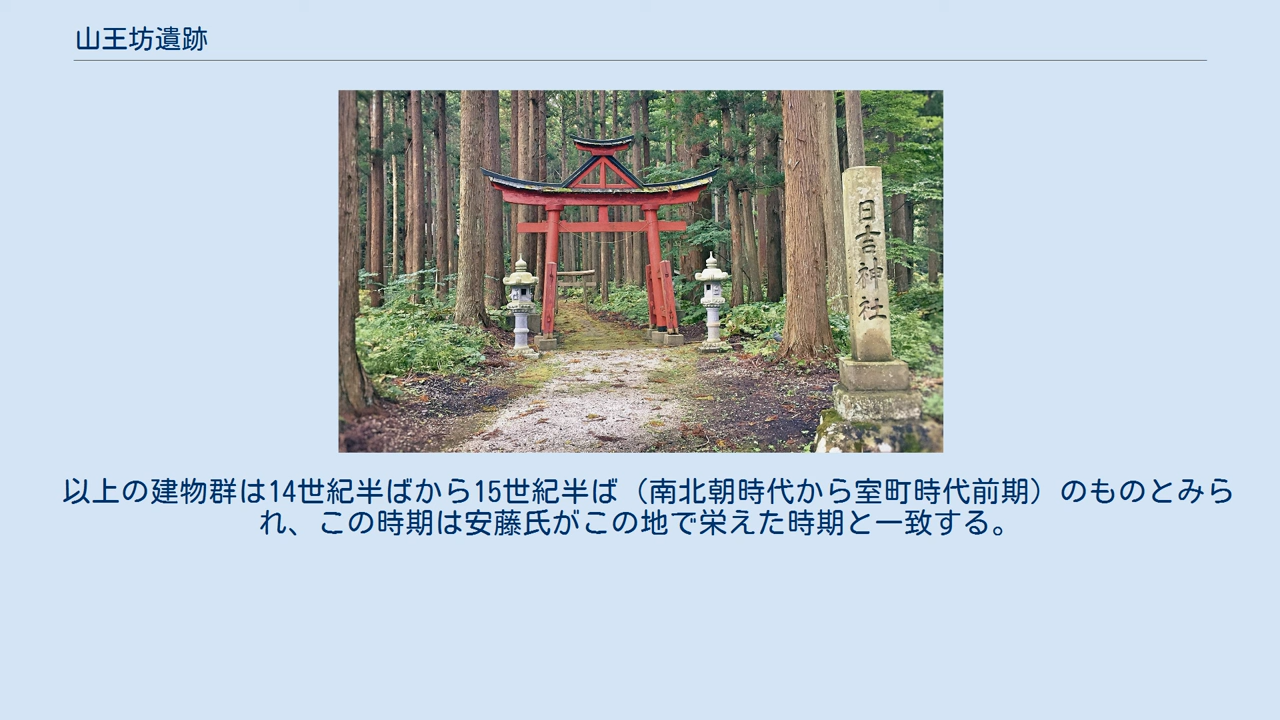 山王坊遺跡
日吉神社
以上の建物群は14世紀半ばから15世紀半ば（南北朝時代から室町時代前期）のものとみら
れ、この時期は安藤氏がこの地で栄えた時期と一致する。